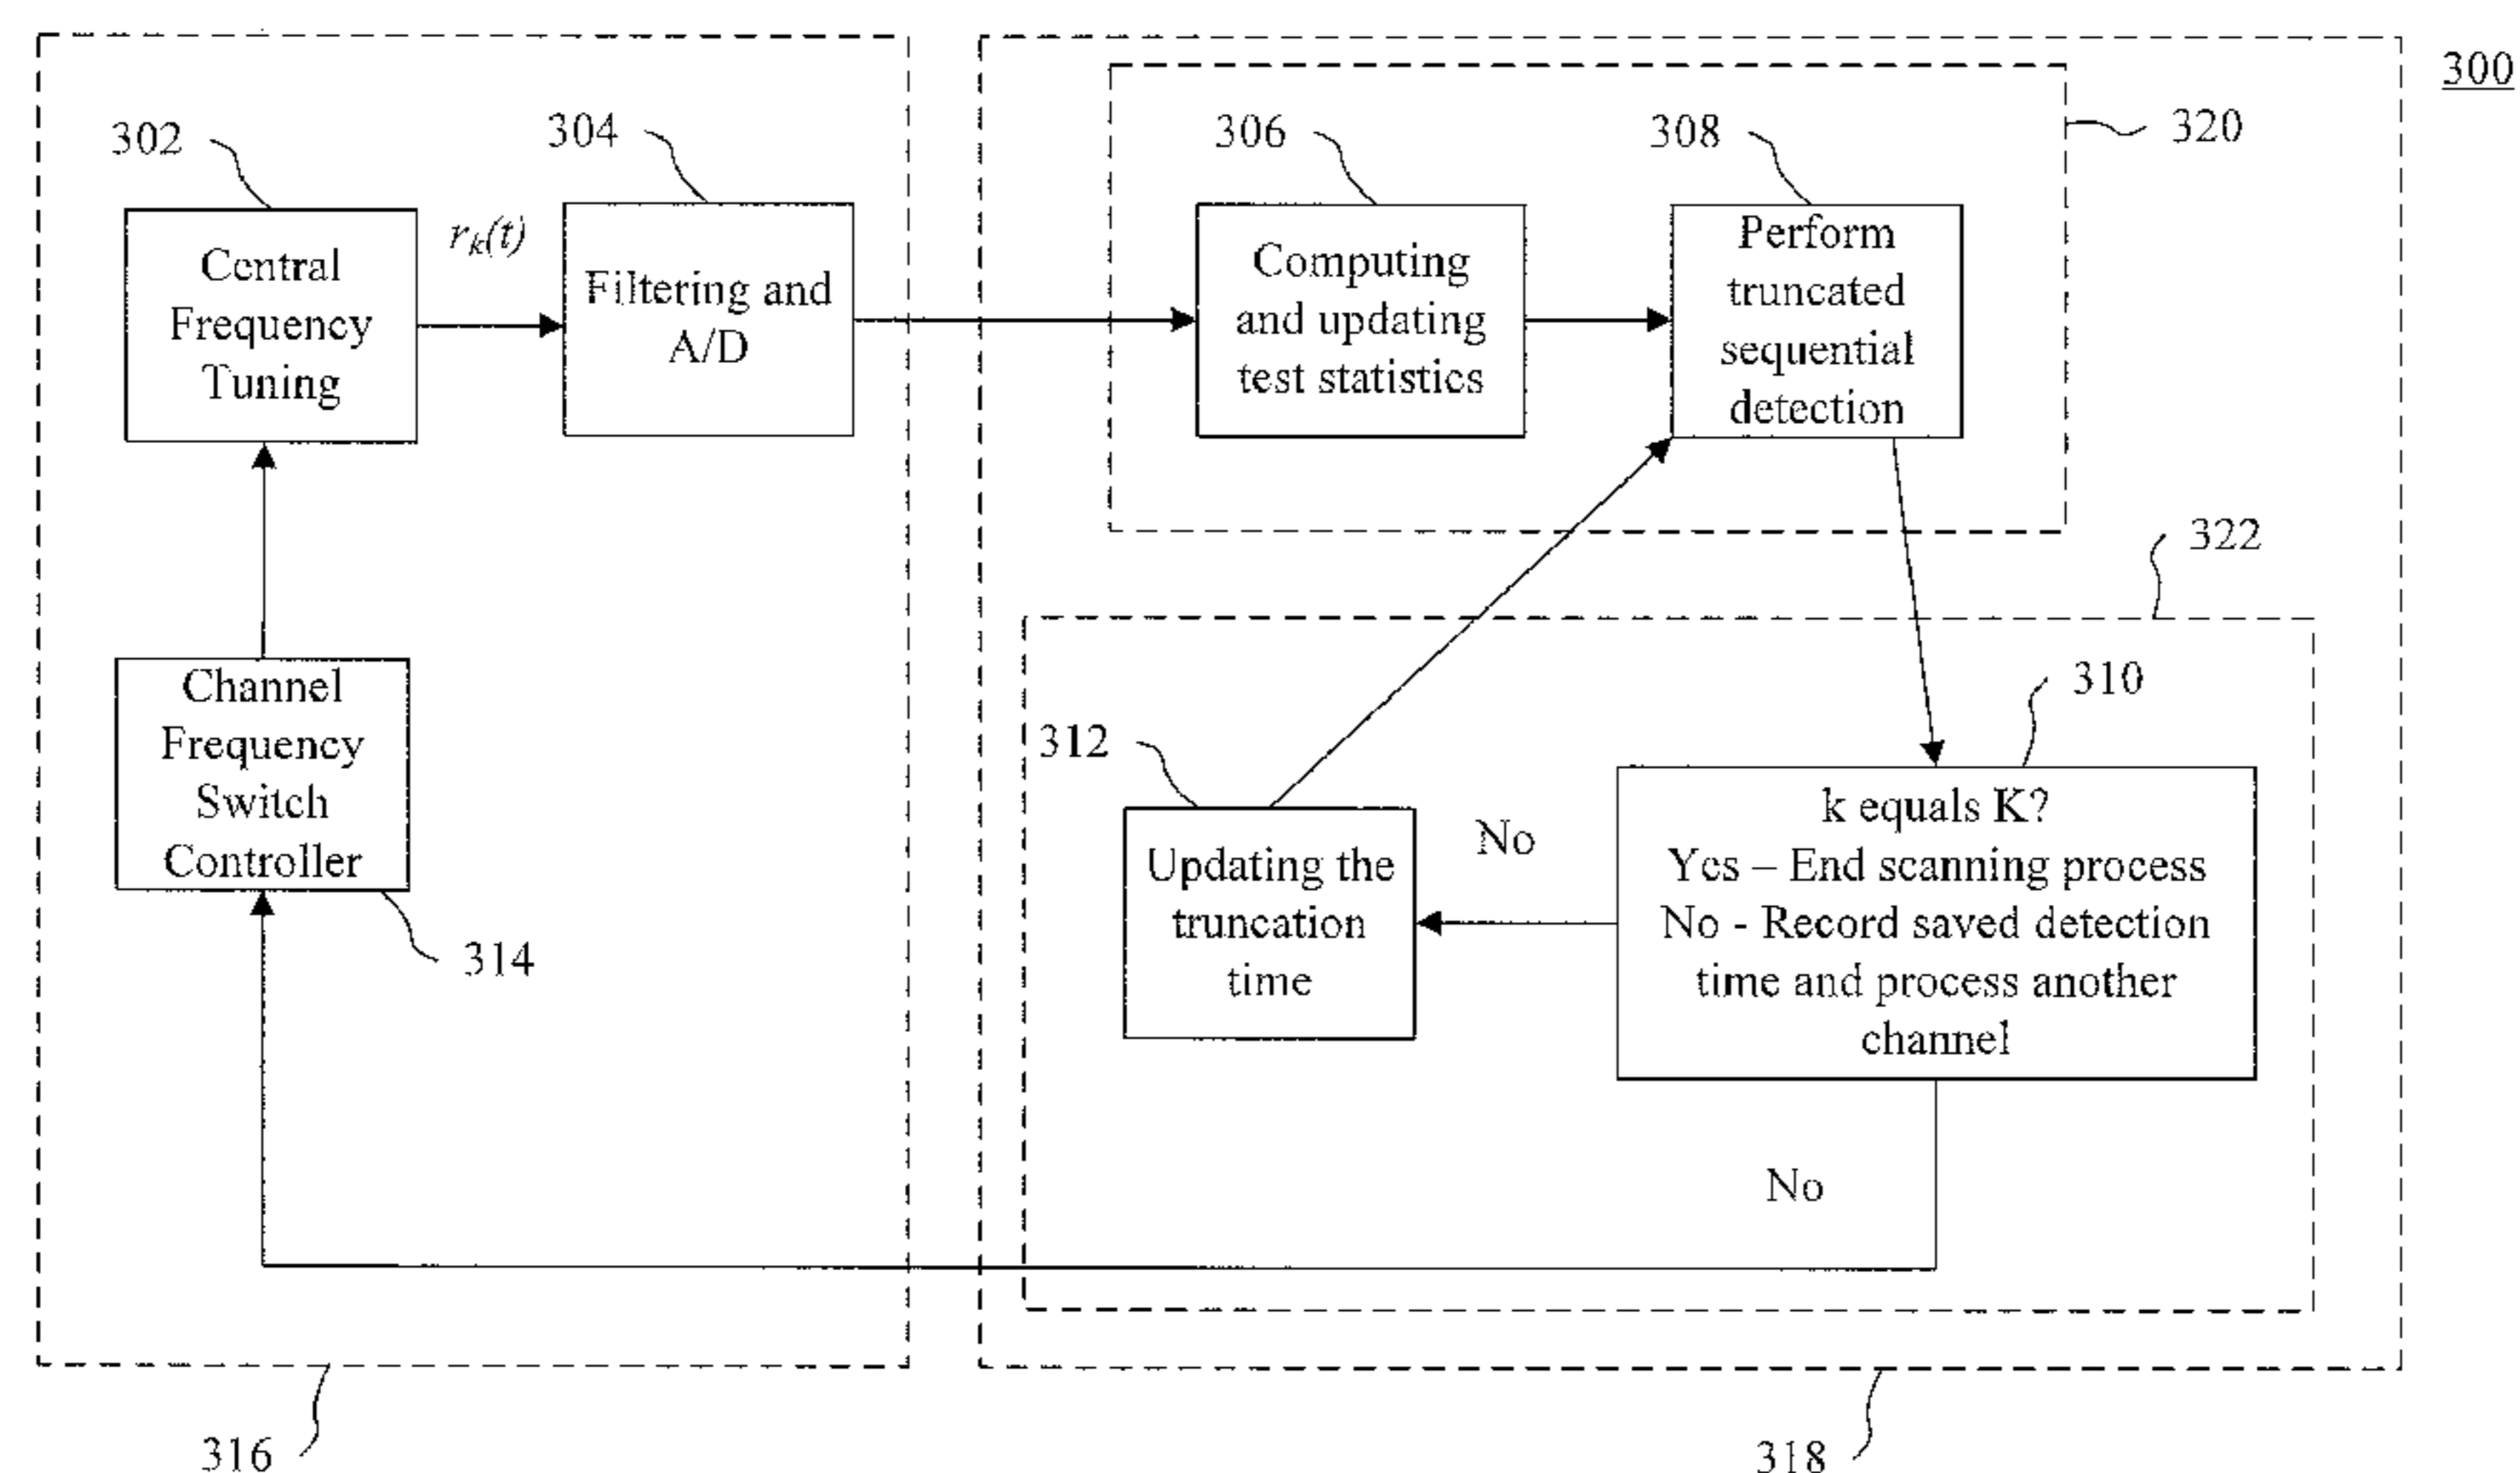 300
302
304
306
308
320
r_k(t)
Central
Frequency
Tuning
Filtering and
A/D
Computing
and updating
test statistics
Perform
truncated
sequential
detection
322
310
312
Channel
Frequency
Switch
Controller
314
Updating the
truncation
time
No
k equals K?
Yes – End scanning process
No - Record saved detection
time and process another
channel
No
316
318